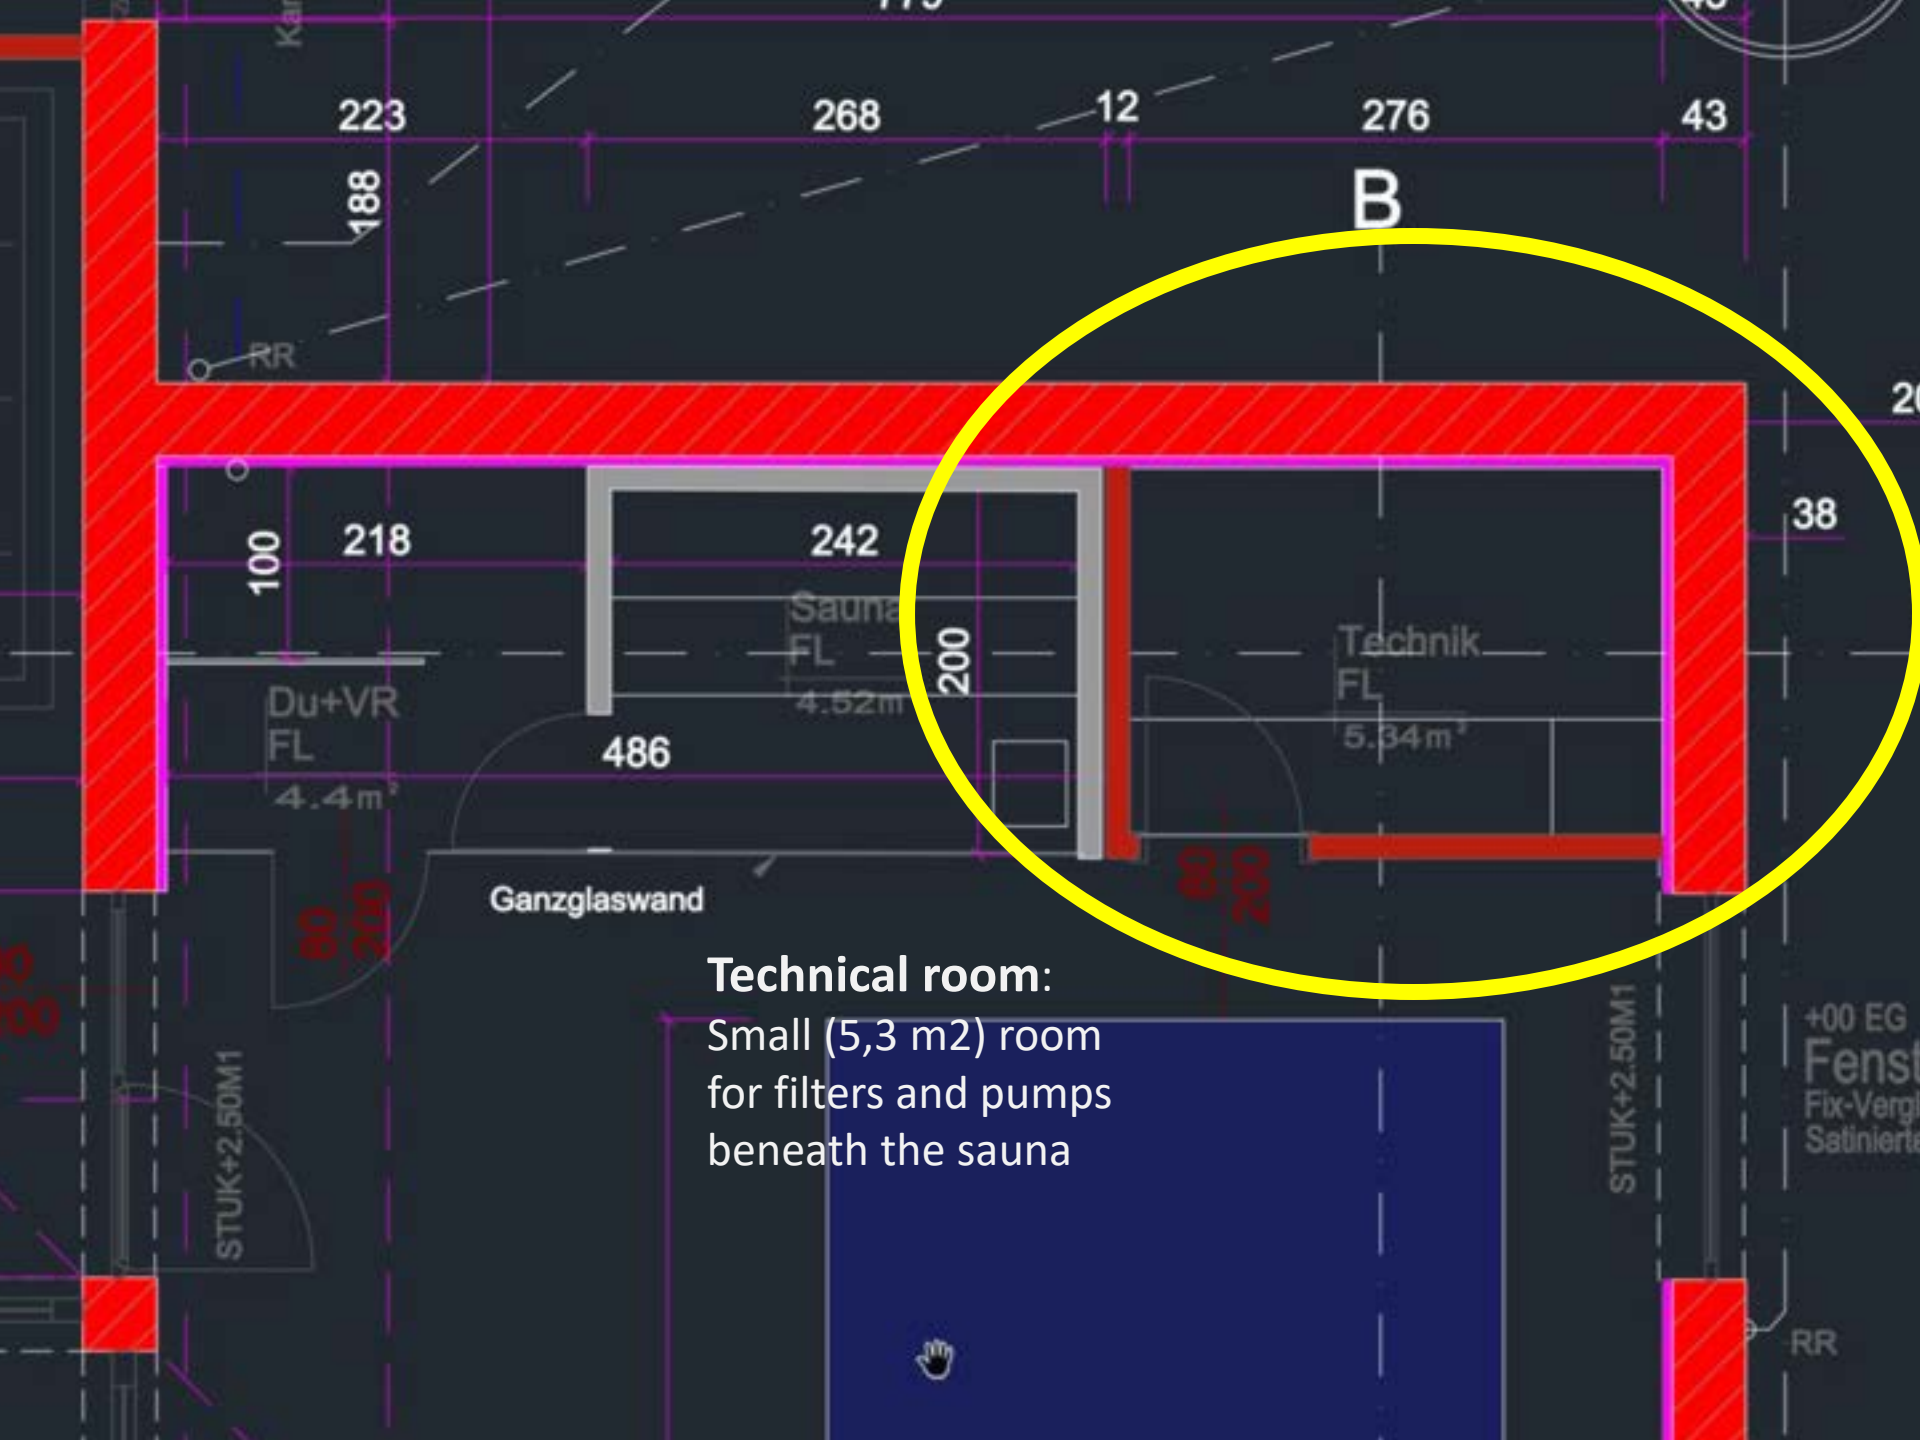 223
268
12
276
43
188
B
RR
38
100
218
242
Sauna
FL
4.52m
200
Technik
FL
5.34m²
Du+VR
FL
4.4m²
486
80
200
Ganzglaswand
80
200
Technical room:
Small (5,3 m2) room
for filters and pumps
beneath the sauna
STUK+2.50M1
STUK+2.50M1
+00 EG
RR